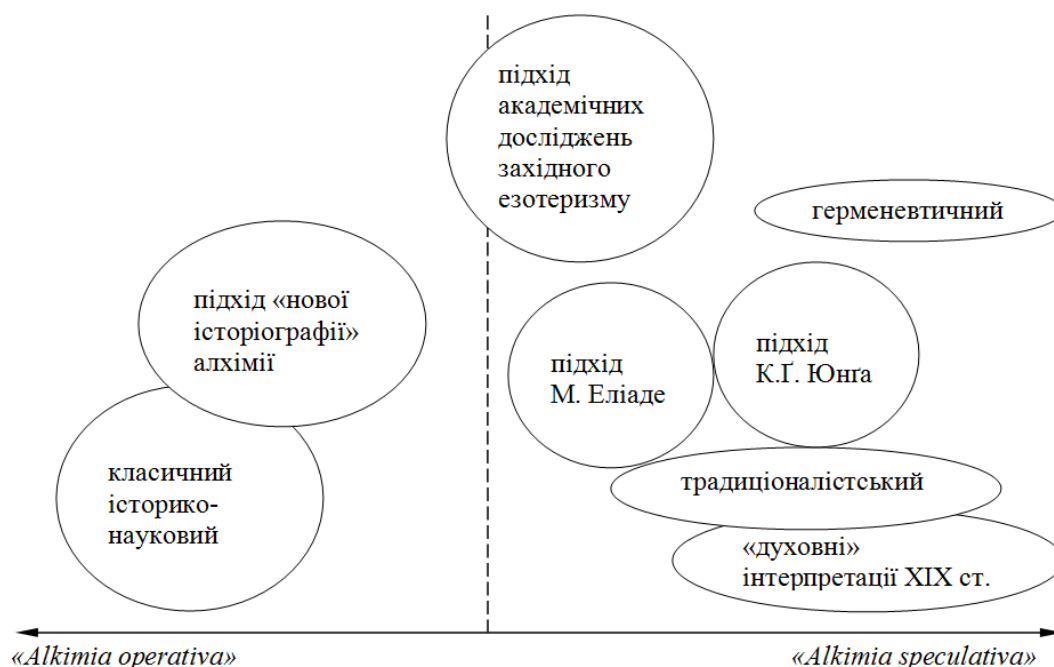 підхід
академічних
досліджень
західного
езотеризму
герменевтичний
підхід «нової
історіографії»
алхімії
підхід
М. Еліаде
підхід
К.Ґ. Юнґа
класичний
історико-
науковий
традиціоналістський
«духовні»
інтерпретації XIX ст.
«Alkimia operativa»
«Alkimia speculativa»